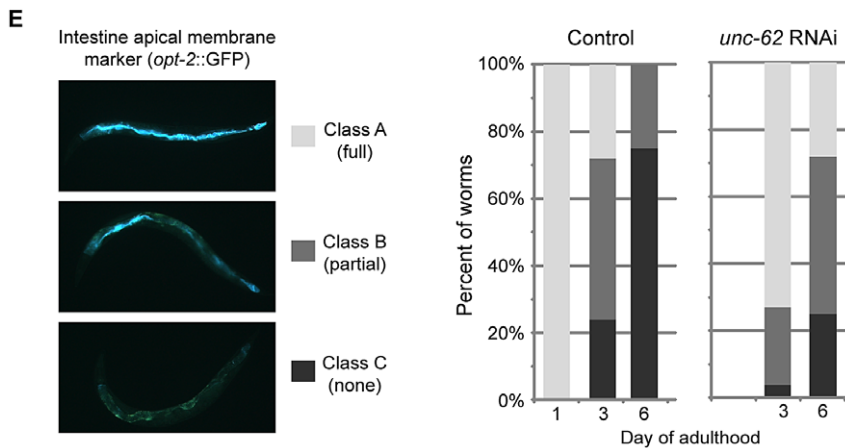 E
Intestine apical membrane
marker (opt-2::GFP)
Class A
(full)
Class B
(partial)
Class C
(none)
Control
unc-62 RNAi
Percent of worms
100%
80%
60%
40%
20%
0%
1
3
6
3
6
Day of adulthood